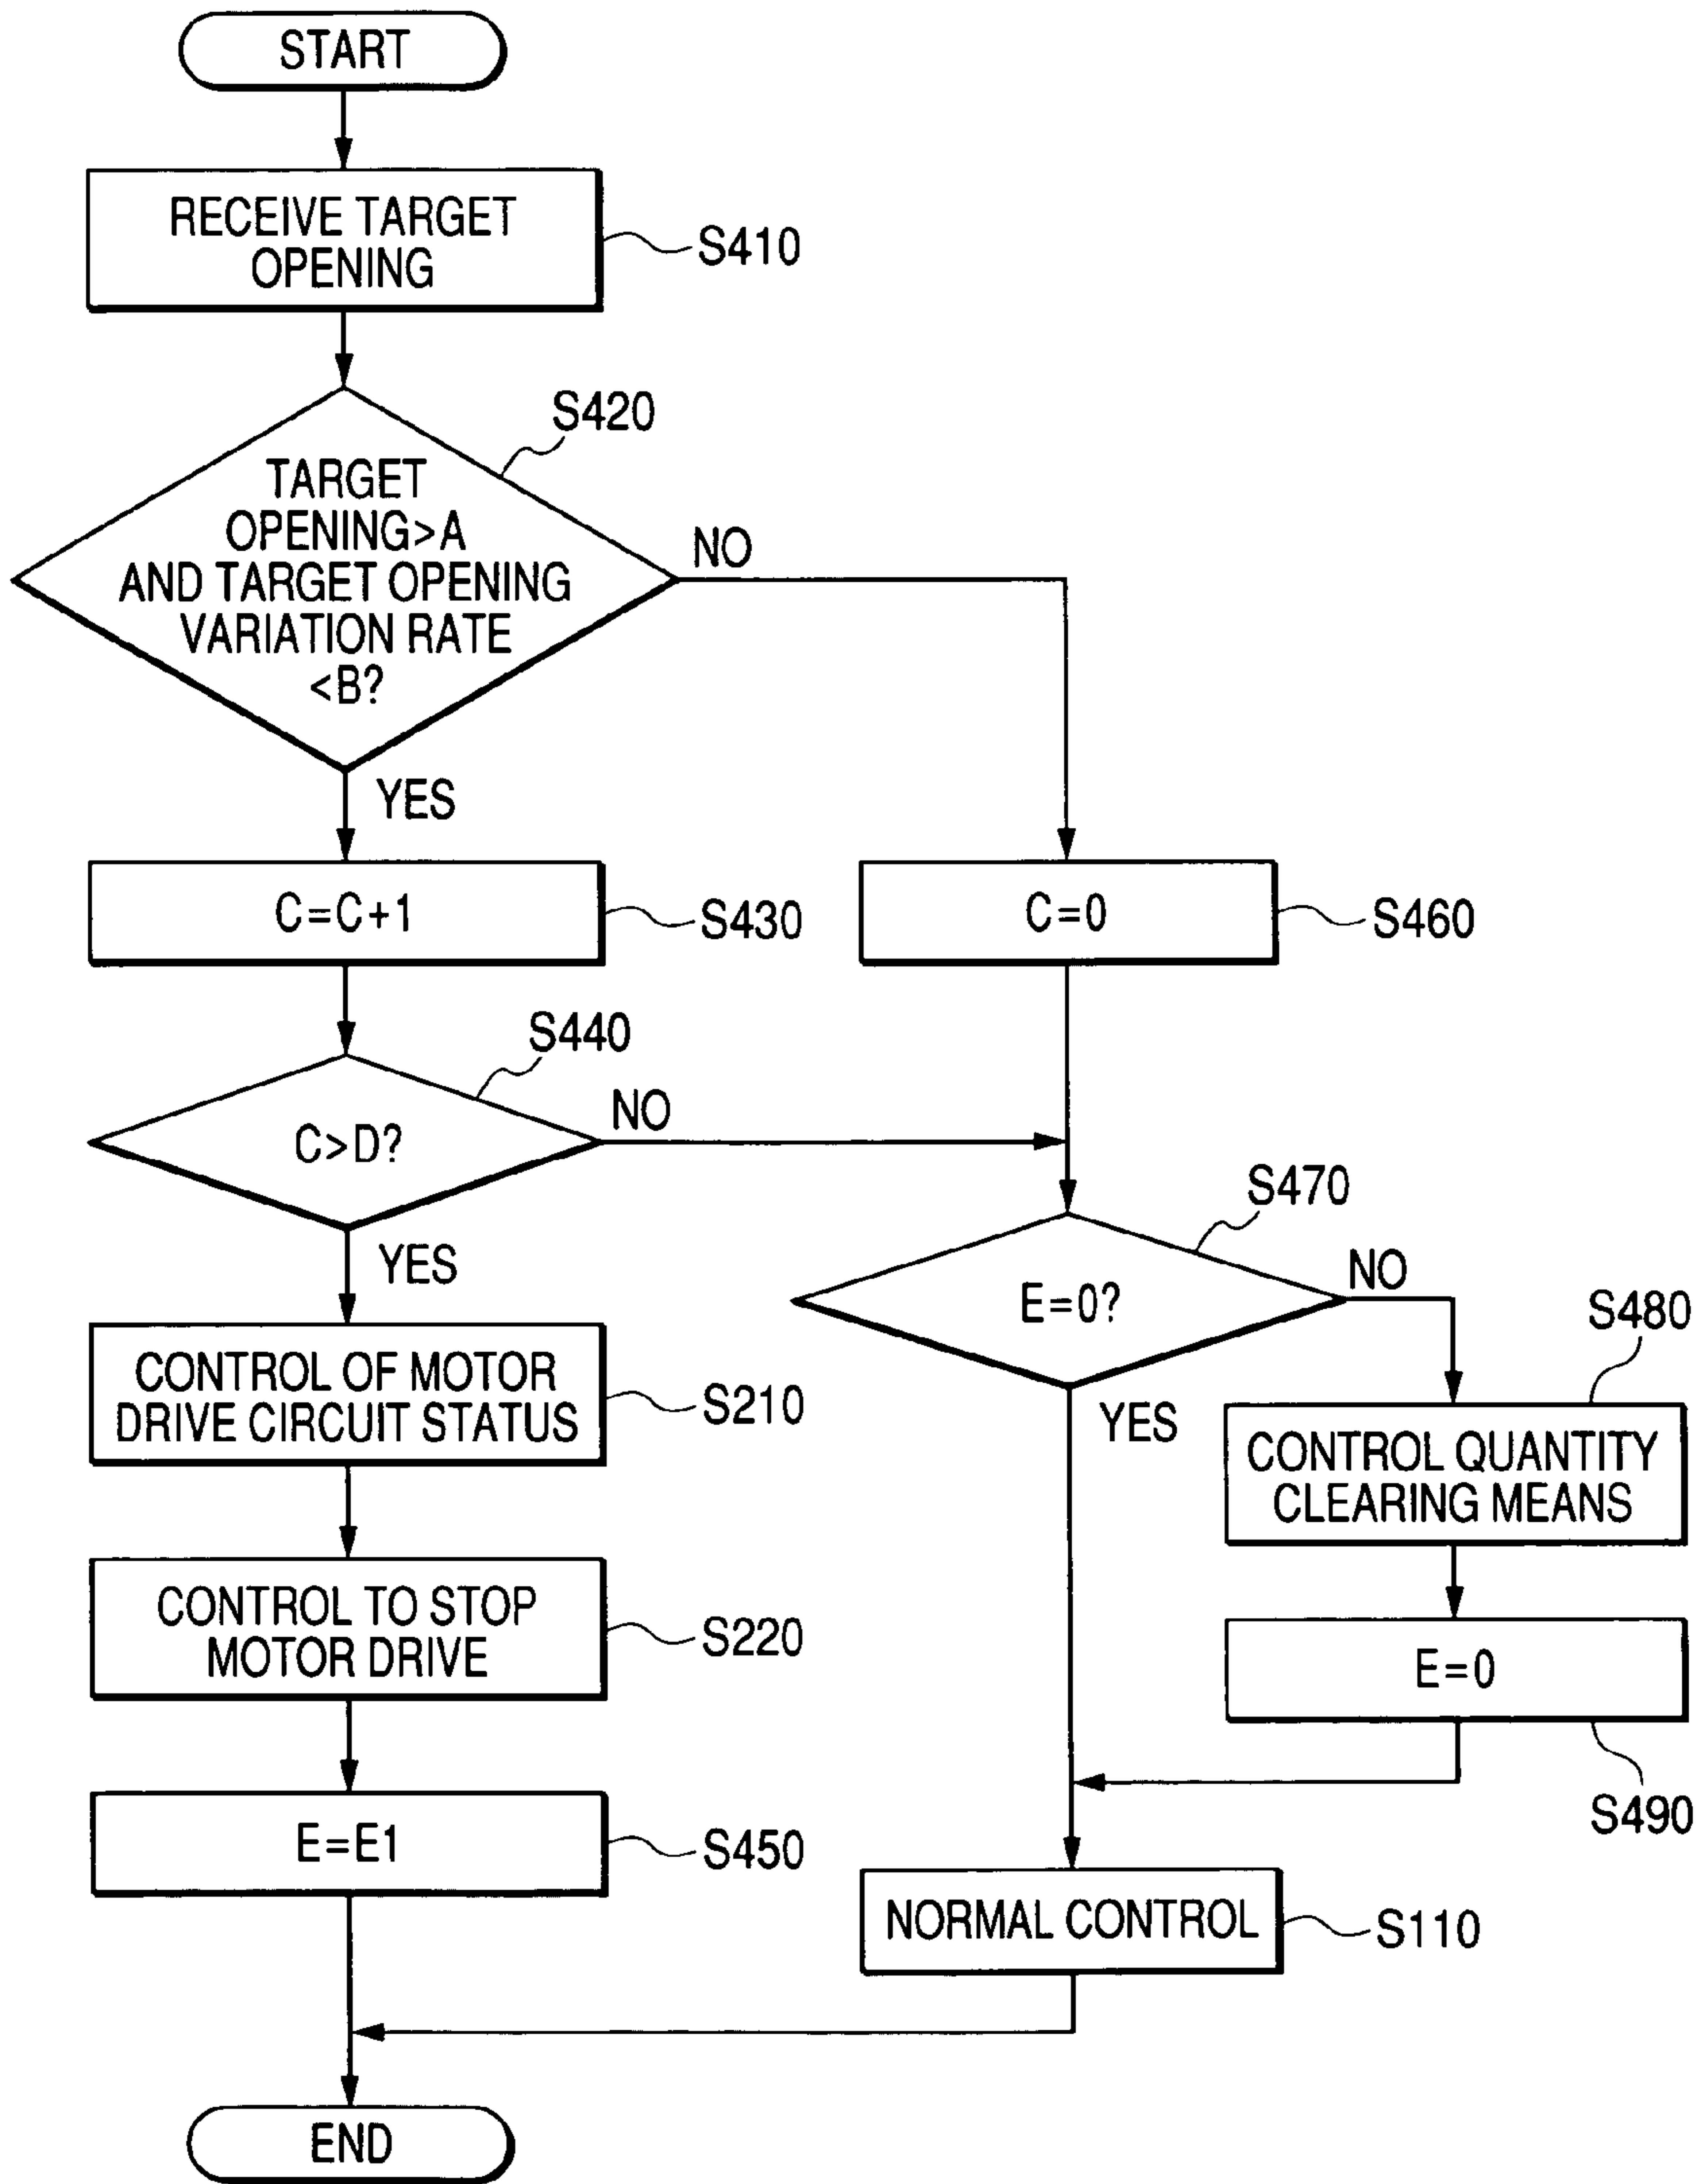 START
RECEIVE TARGET
OPENING
S410
S420
TARGET
OPENING>A
AND TARGET OPENING
VARIATION RATE
<B?
NO
YES
C=C+1
S430
C=0
S460
S440
C>D?
NO
YES
S470
E=0?
NO
YES
S480
CONTROL QUANTITY
CLEARING MEANS
E=0
S490
CONTROL OF MOTOR
DRIVE CIRCUIT STATUS
S210
CONTROL TO STOP
MOTOR DRIVE
S220
E=E1
S450
NORMAL CONTROL
S110
END